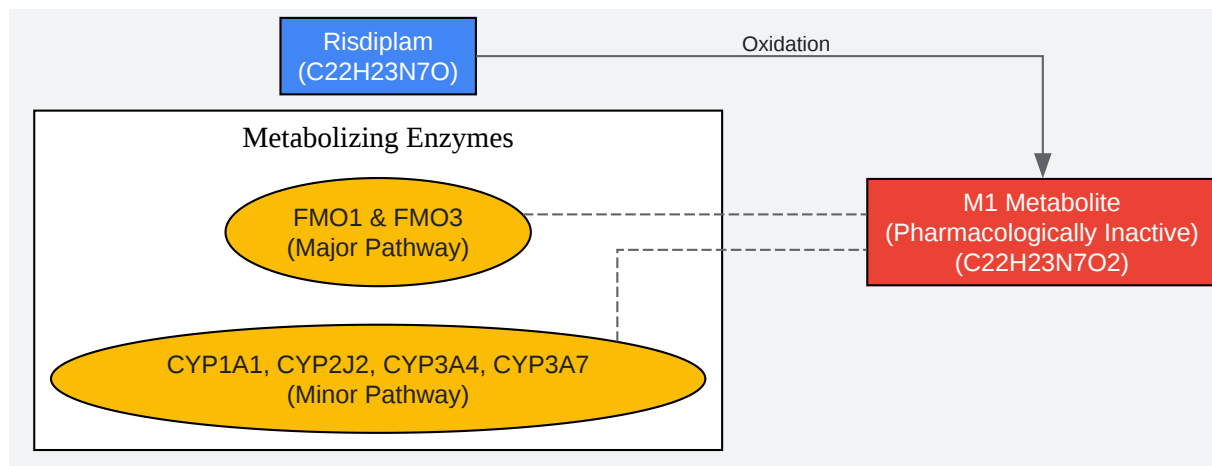 Risdiplam
(C22H23N7O)
Oxidation
Metabolizing Enzymes
FMO1 & FMO3
(Major Pathway)
M1 Metabolite
(Pharmacologically Inactive)
(C22H23N7O2)
CYP1A1, CYP2J2, CYP3A4, CYP3A7
(Minor Pathway)